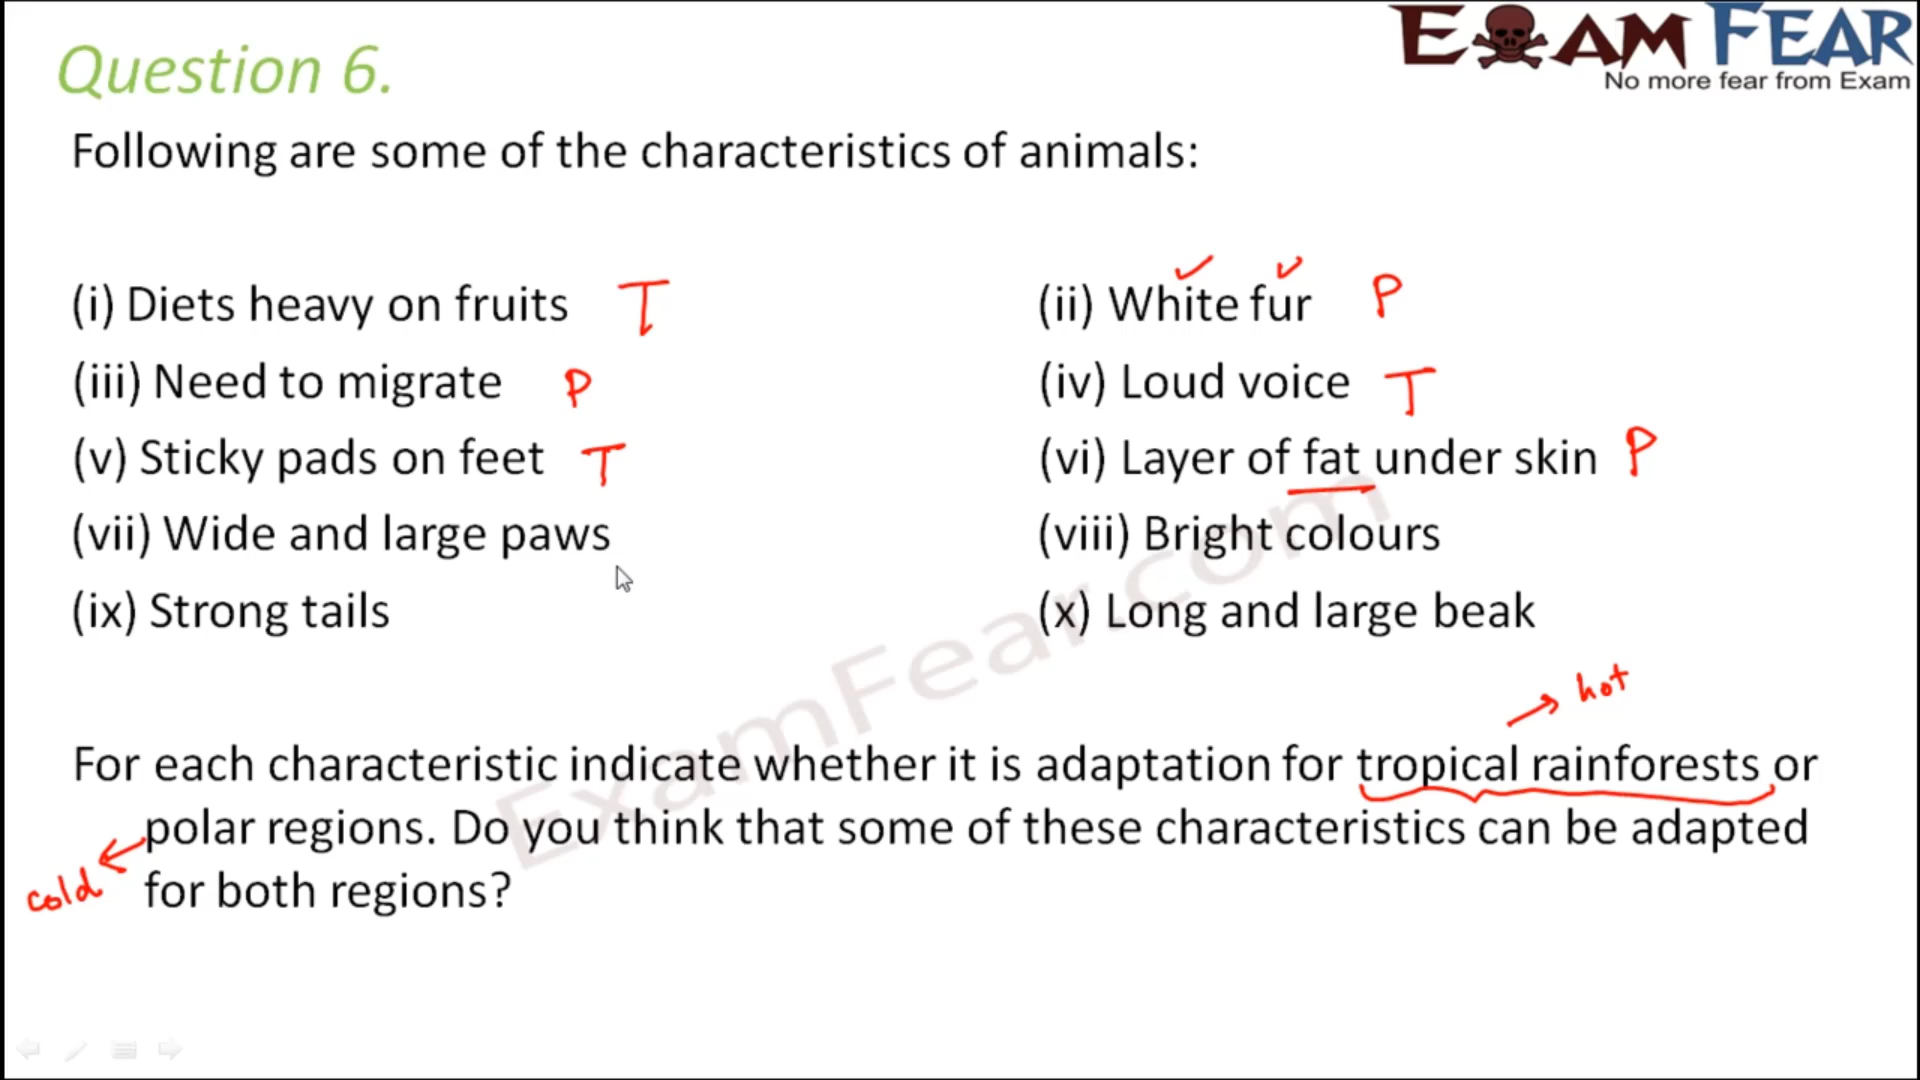 EXAM FEAR
No more fear from Exam
Question 6.
Following are some of the characteristics of animals:
(i) Diets heavy on fruits T
(ii) White fur P
(iii) Need to migrate P
(iv) Loud voice T
(v) Sticky pads on feet T
(vi) Layer of fat under skin P
(vii) Wide and large paws
(viii) Bright colours
(ix) Strong tails
(x) Long and large beak
hot
For each characteristic indicate whether it is adaptation for tropical rainforests or
polar regions. Do you think that some of these characteristics can be adapted
cold
for both regions?
ExamFear.com